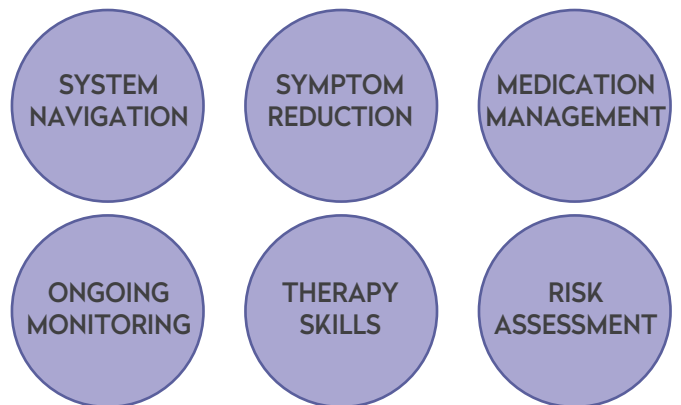 SYSTEM
NAVIGATION
SYMPTOM
REDUCTION
MEDICATION
MANAGEMENT
ONGOING
MONITORING
THERAPY
SKILLS
RISK
ASSESSMENT